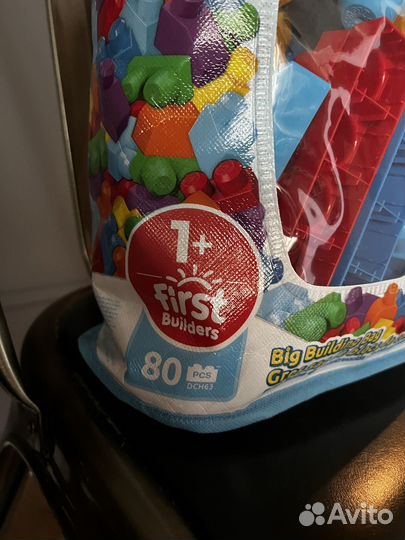 1+
first
Builders
80 PCS
DCH63
Big Building Bag
Avito